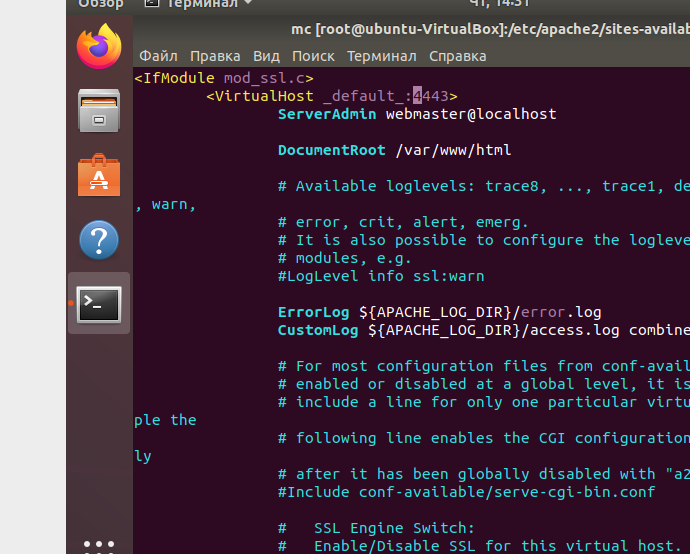 Обзор Терминал Чт, 14:31
mc [root@ubuntu-VirtualBox]:/etc/apache2/sites-availab
Файл Правка Вид Поиск Терминал Справка
<IfModule mod_ssl.c>
<VirtualHost _default_:4443>
ServerAdmin webmaster@localhost
DocumentRoot /var/www/html
# Available loglevels: trace8, ..., trace1, de
, warn,
# error, crit, alert, emerg.
# It is also possible to configure the logleve
# modules, e.g.
#LogLevel info ssl:warn
ErrorLog ${APACHE_LOG_DIR}/error.log
CustomLog ${APACHE_LOG_DIR}/access.log combine
# For most configuration files from conf-avail
# enabled or disabled at a global level, it is
# include a line for only one particular virtu
ple the
# following line enables the CGI configuration
ly
# after it has been globally disabled with "a2
#Include conf-available/serve-cgi-bin.conf
# SSL Engine Switch:
# Enable/Disable SSL for this virtual host.